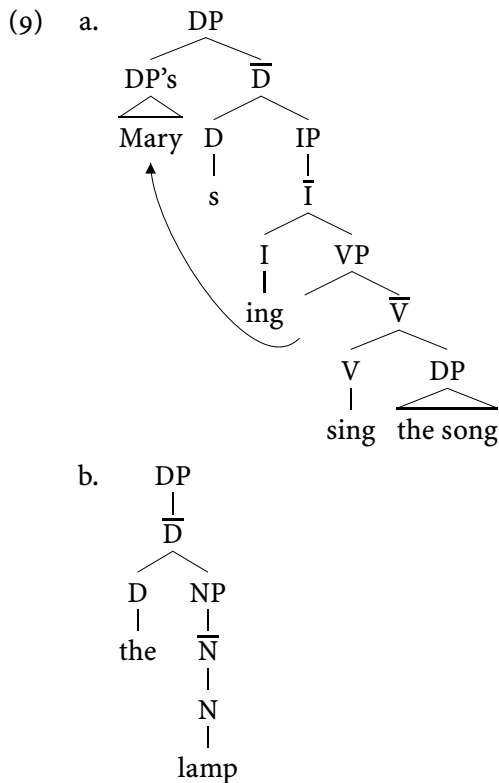 (9) a. DP
DP's D̅
Mary D IP
s I̅
I VP
ing V̅
V DP
sing the song
b. DP
D̅
D NP
the N̅
N
lamp